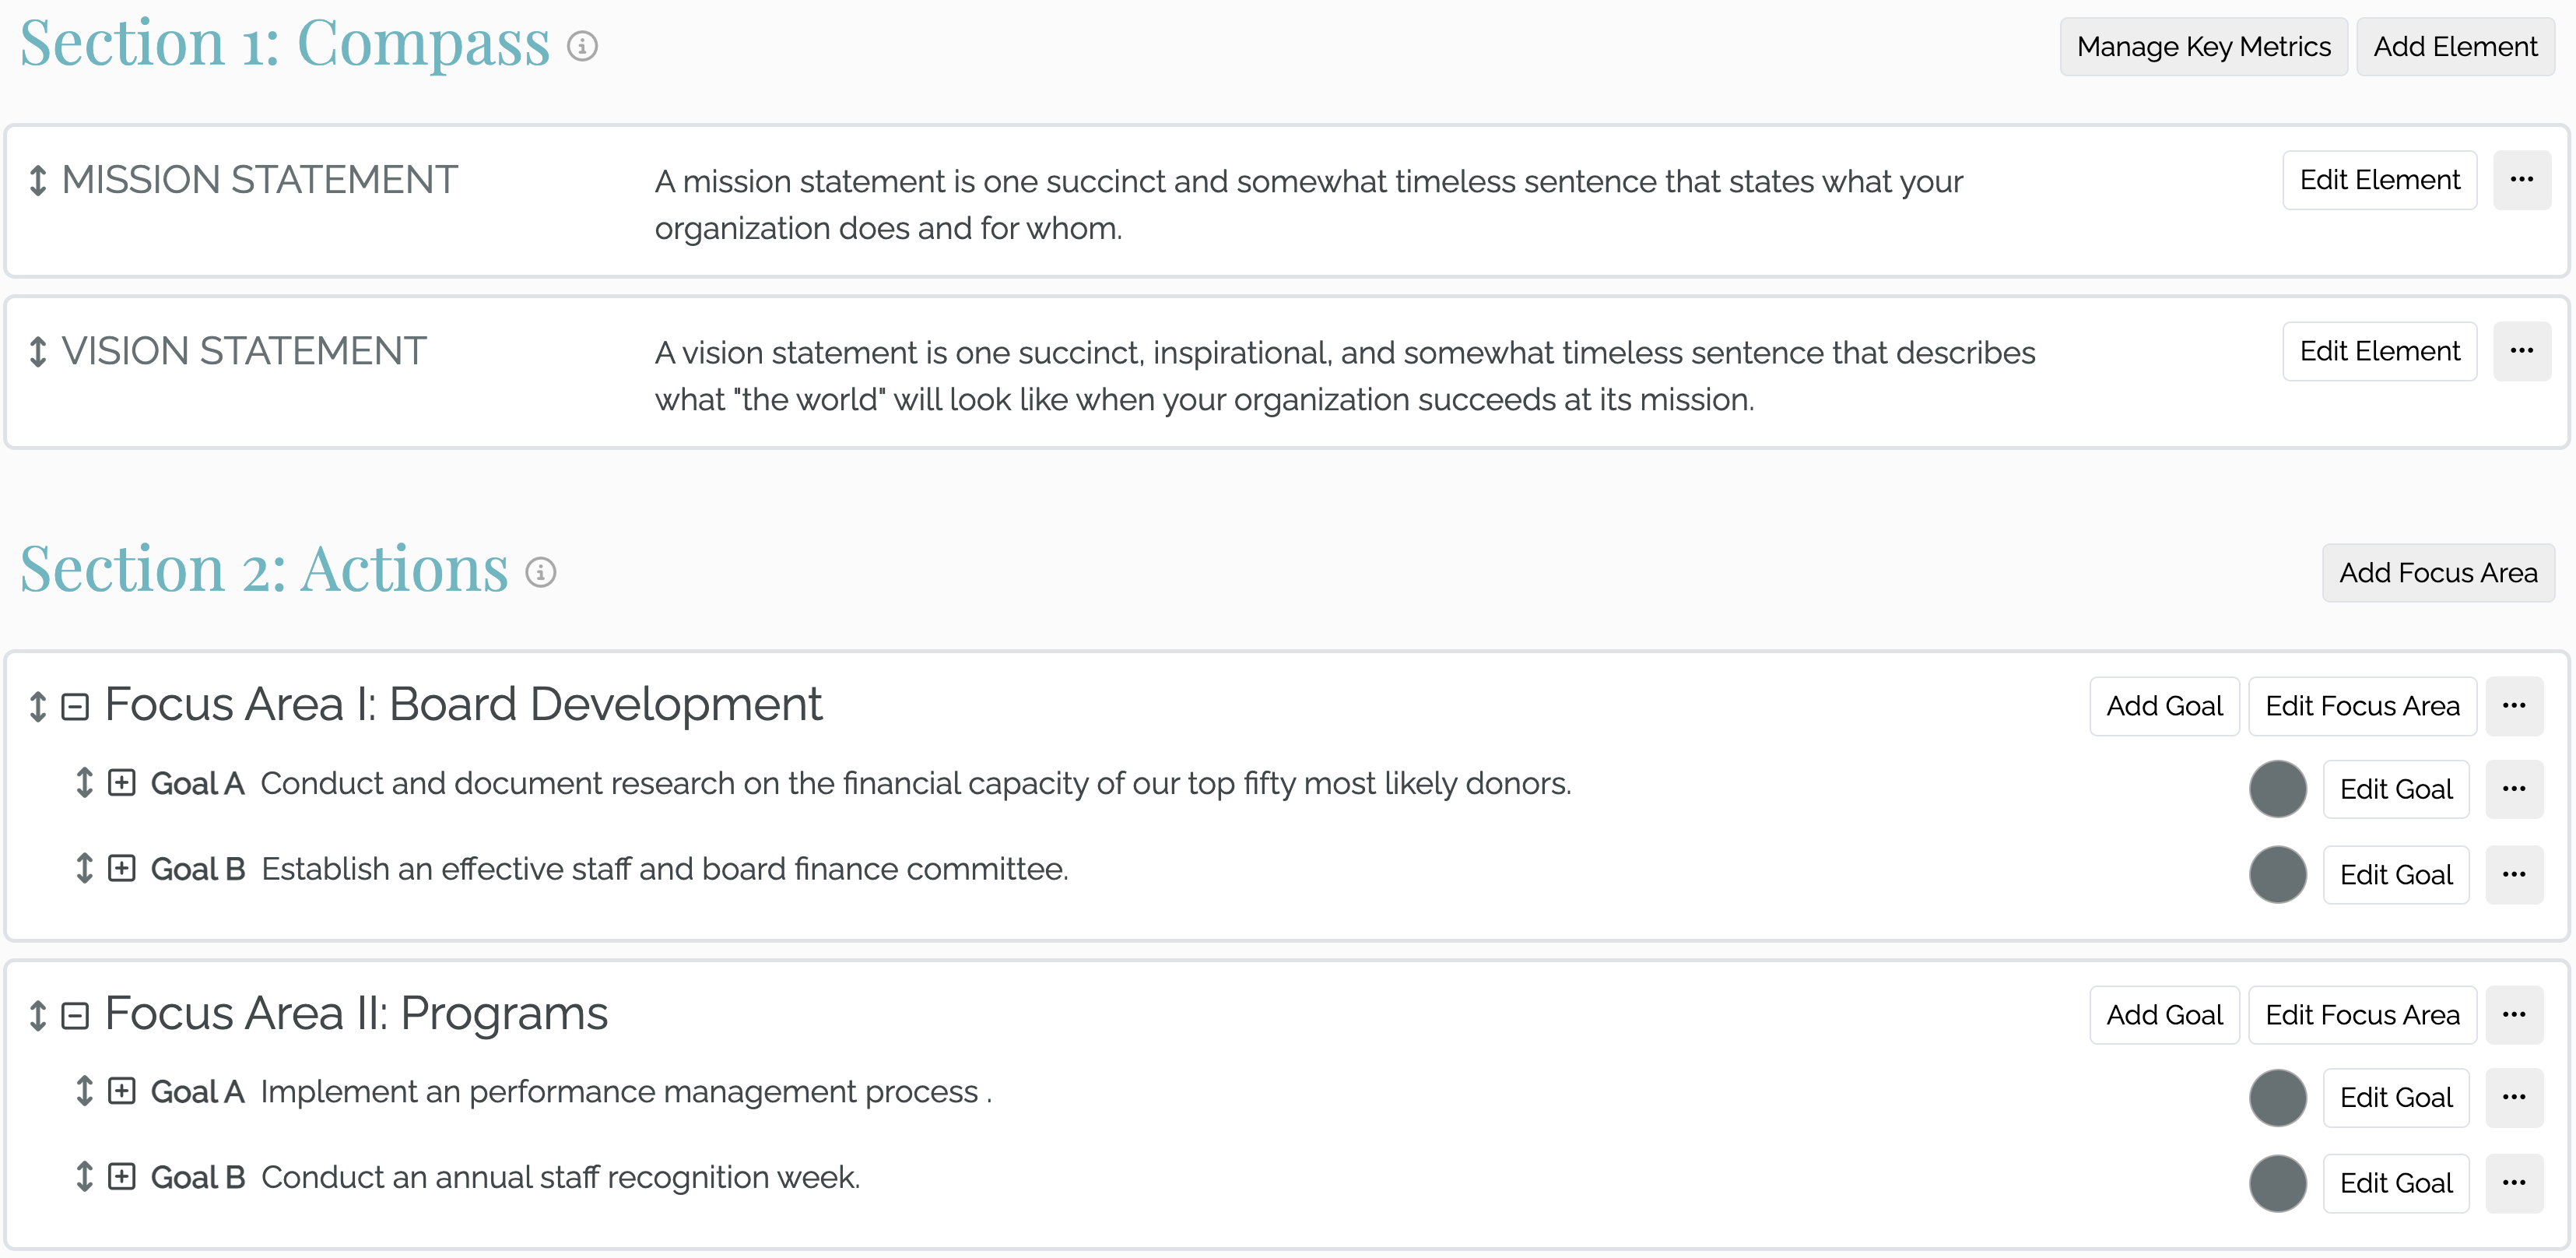 Section 1: Compass
Manage Key Metrics
Add Element
MISSION STATEMENT
A mission statement is one succinct and somewhat timeless sentence that states what your
organization does and for whom.
Edit Element
VISION STATEMENT
A vision statement is one succinct, inspirational, and somewhat timeless sentence that describes
what "the world" will look like when your organization succeeds at its mission.
Edit Element
Section 2: Actions
Add Focus Area
Focus Area I: Board Development
Add Goal
Edit Focus Area
Goal A Conduct and document research on the financial capacity of our top fifty most likely donors.
Edit Goal
Goal B Establish an effective staff and board finance committee.
Edit Goal
Focus Area II: Programs
Add Goal
Edit Focus Area
Goal A Implement an performance management process .
Edit Goal
Goal B Conduct an annual staff recognition week.
Edit Goal